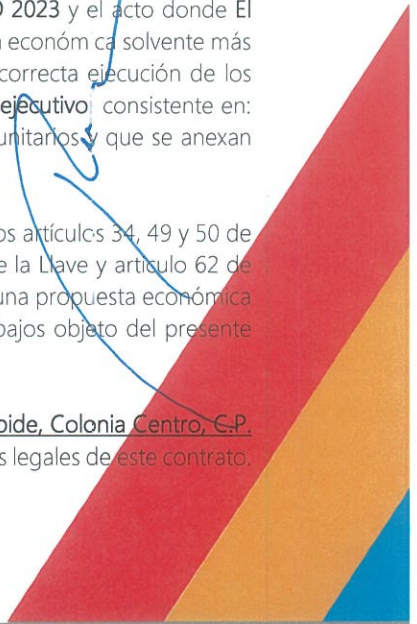 O 2023 y el acto donde El
a económ ca solvente más
correcta ejecución de los
ejecutivo consistente en:
unitarios y que se anexan
os artículos 34, 49 y 50 de
e la Llave y articulo 62 de
una propuesta económica
bajos objeto del presente
oide, Colonia Centro, C.P.
s legales de este contrato.